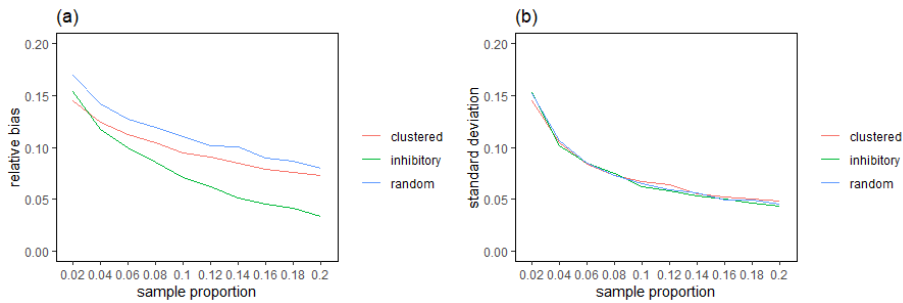 (a)
0.20
0.15
0.10
0.05
0.00
relative bias
0.02 0.04 0.06 0.08 0.1 0.12 0.14 0.16 0.18 0.2
sample proportion
clustered
inhibitory
random
(b)
0.20
0.15
0.10
0.05
0.00
standard deviation
0.02 0.04 0.06 0.08 0.1 0.12 0.14 0.16 0.18 0.2
sample proportion
clustered
inhibitory
random